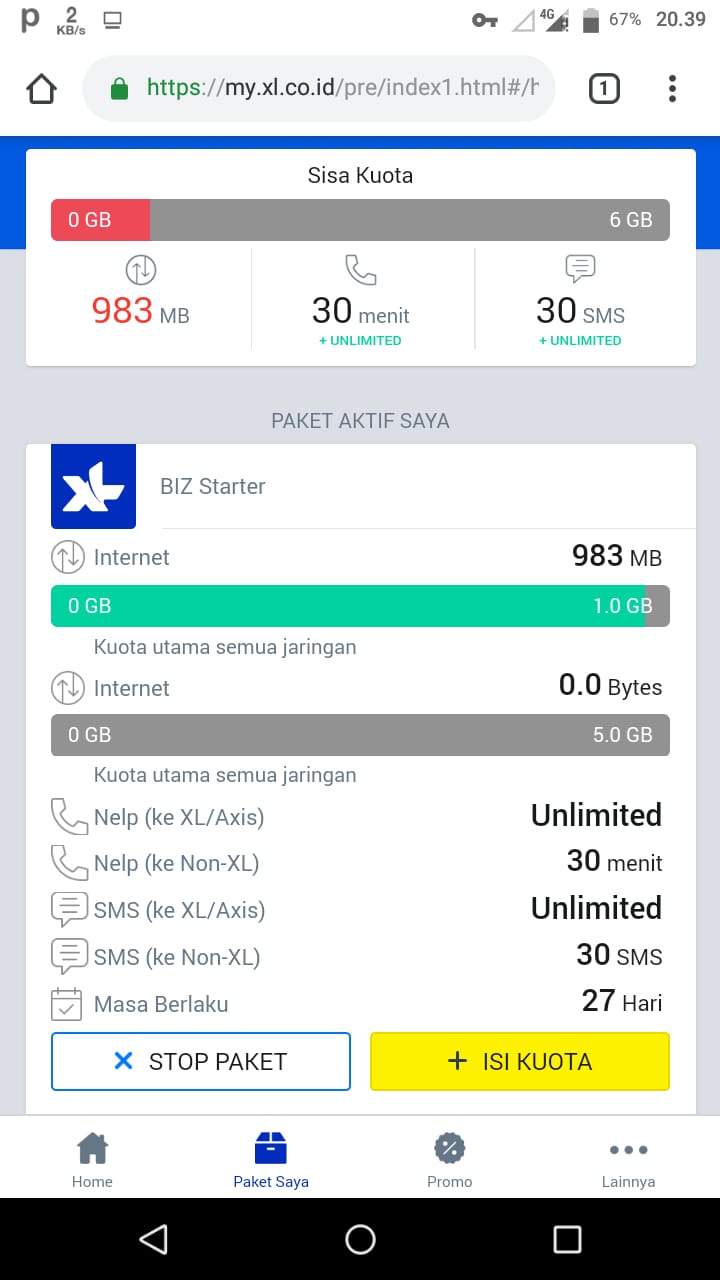 2 KB/s 4G 67% 20.39
https://my.xl.co.id/pre/index1.html#/h 1
Sisa Kuota
0 GB 6 GB
983 MB 30 menit 30 SMS
+ UNLIMITED + UNLIMITED
PAKET AKTIF SAYA
XL BIZ Starter
Internet 983 MB
0 GB 1.0 GB
Kuota utama semua jaringan
Internet 0.0 Bytes
0 GB 5.0 GB
Kuota utama semua jaringan
Nelp (ke XL/Axis) Unlimited
Nelp (ke Non-XL) 30 menit
SMS (ke XL/Axis) Unlimited
SMS (ke Non-XL) 30 SMS
Masa Berlaku 27 Hari
STOP PAKET + ISI KUOTA
Home Paket Saya Promo Lainnya